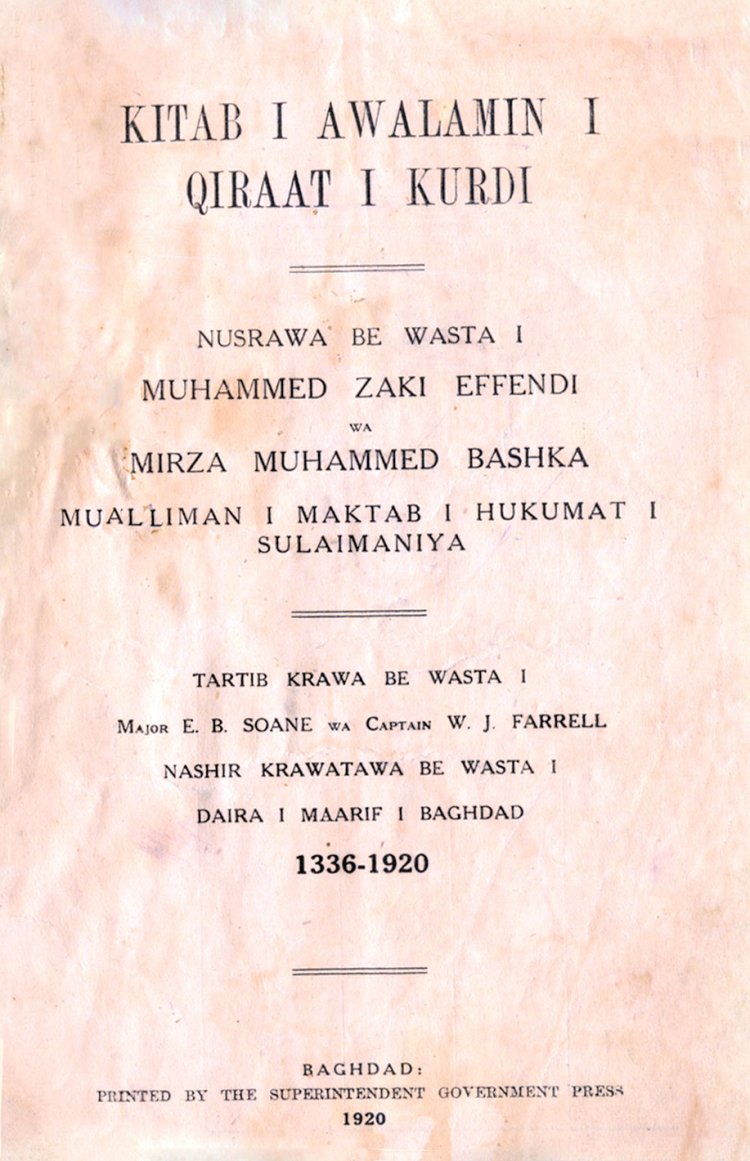 KITAB I AWALAMIN I
QIRAAT I KURDI
NUSRAWA BE WASTA I
MUHAMMED ZAKI EFFENDI
WA
MIRZA MUHAMMED BASHKA
MUALLIMAN I MAKTAB I HUKUMAT I
SULAIMANIYA
TARTIB KRAWA BE WASTA I
MAJOR E. B. SOANE WA CAPTAIN W. J. FARRELL
NASHIR KRAWATAWA BE WASTA I
DAIRA I MAARIF I BAGHDAD
1336-1920
BAGHDAD:
PRINTED BY THE SUPERINTENDENT GOVERNMENT PRESS
1920